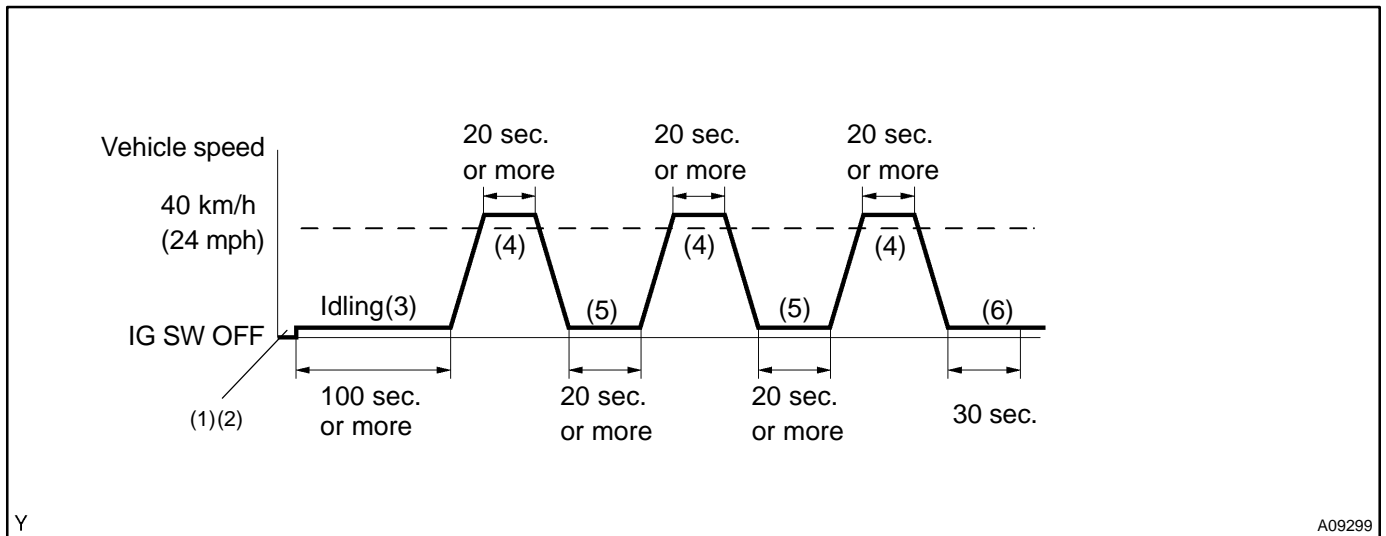 20 sec.
or more
20 sec.
or more
20 sec.
or more
Vehicle speed
40 km/h
(24 mph)
(4)
(4)
(4)
Idling(3)
(5)
(5)
(6)
IG SW OFF
(1)(2)
100 sec.
or more
20 sec.
or more
20 sec.
or more
30 sec.
Y
A09299